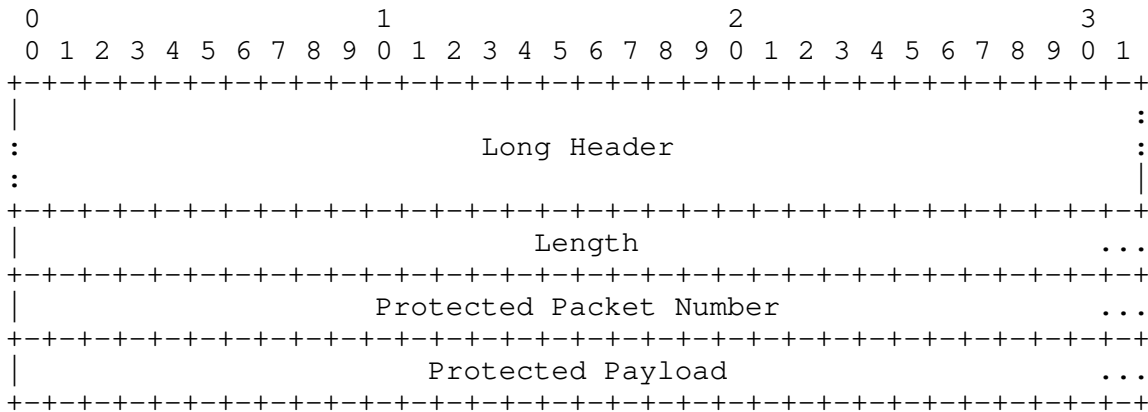 0                   1                   2                   3
 0 1 2 3 4 5 6 7 8 9 0 1 2 3 4 5 6 7 8 9 0 1 2 3 4 5 6 7 8 9 0 1
+-+-+-+-+-+-+-+-+-+-+-+-+-+-+-+-+-+-+-+-+-+-+-+-+-+-+-+-+-+-+-+-+
|                                                               :
:                          Long Header                          :
:                                                               |
+-+-+-+-+-+-+-+-+-+-+-+-+-+-+-+-+-+-+-+-+-+-+-+-+-+-+-+-+-+-+-+-+
|                             Length                          ...
+-+-+-+-+-+-+-+-+-+-+-+-+-+-+-+-+-+-+-+-+-+-+-+-+-+-+-+-+-+-+-+-+
|                    Protected Packet Number                  ...
+-+-+-+-+-+-+-+-+-+-+-+-+-+-+-+-+-+-+-+-+-+-+-+-+-+-+-+-+-+-+-+-+
|                       Protected Payload                     ...
+-+-+-+-+-+-+-+-+-+-+-+-+-+-+-+-+-+-+-+-+-+-+-+-+-+-+-+-+-+-+-+-+